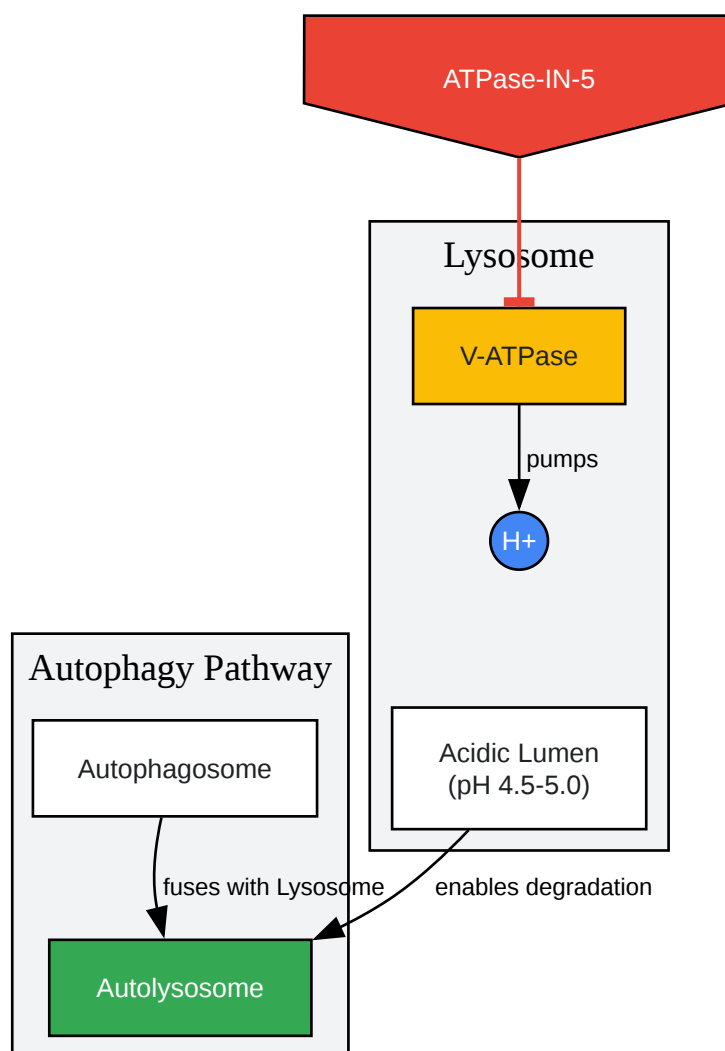 ATPase-IN-5
Lysosome
V-ATPase
pumps
H+
Autophagy Pathway
Autophagosome
Acidic Lumen
(pH 4.5-5.0)
fuses with Lysosome
enables degradation
Autolysosome